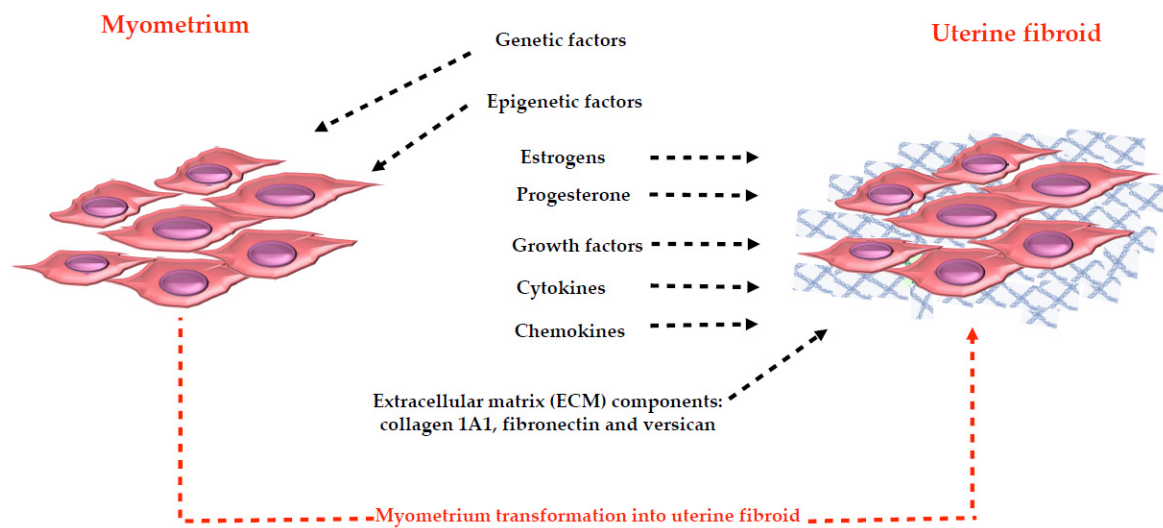 Myometrium
Uterine fibroid
Genetic factors
Epigenetic factors
Estrogens
Progesterone
Growth factors
Cytokines
Chemokines
Extracellular matrix (ECM) components:
collagen 1A1, fibronectin and versican
Myometrium transformation into uterine fibroid